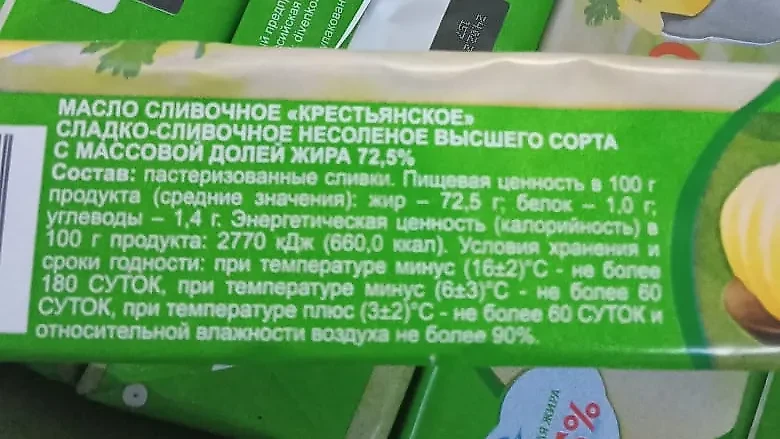 российская
divenko
упакован
МАСЛО СЛИВОЧНОЕ «КРЕСТЬЯНСКОЕ»
СЛАДКО-СЛИВОЧНОЕ НЕСОЛЕНОЕ ВЫСШЕГО СОРТА
С МАССОВОЙ ДОЛЕЙ ЖИРА 72,5%
Состав: пастеризованные сливки. Пищевая ценность в 100 г
продукта (средние значения): жир – 72,5 г; белок – 1,0 г;
углеводы – 1,4 г. Энергетическая ценность (калорийность) в
100 г продукта: 2770 кДж (660,0 ккал). Условия хранения и
сроки годности: при температуре минус (16±2)°С - не более
180 СУТОК, при температуре минус (6±3)°С - не более 60
СУТОК, при температуре плюс (3±2)°С - не более 60 СУТОК и
относительной влажности воздуха не более 90%.
ЖИРА
%